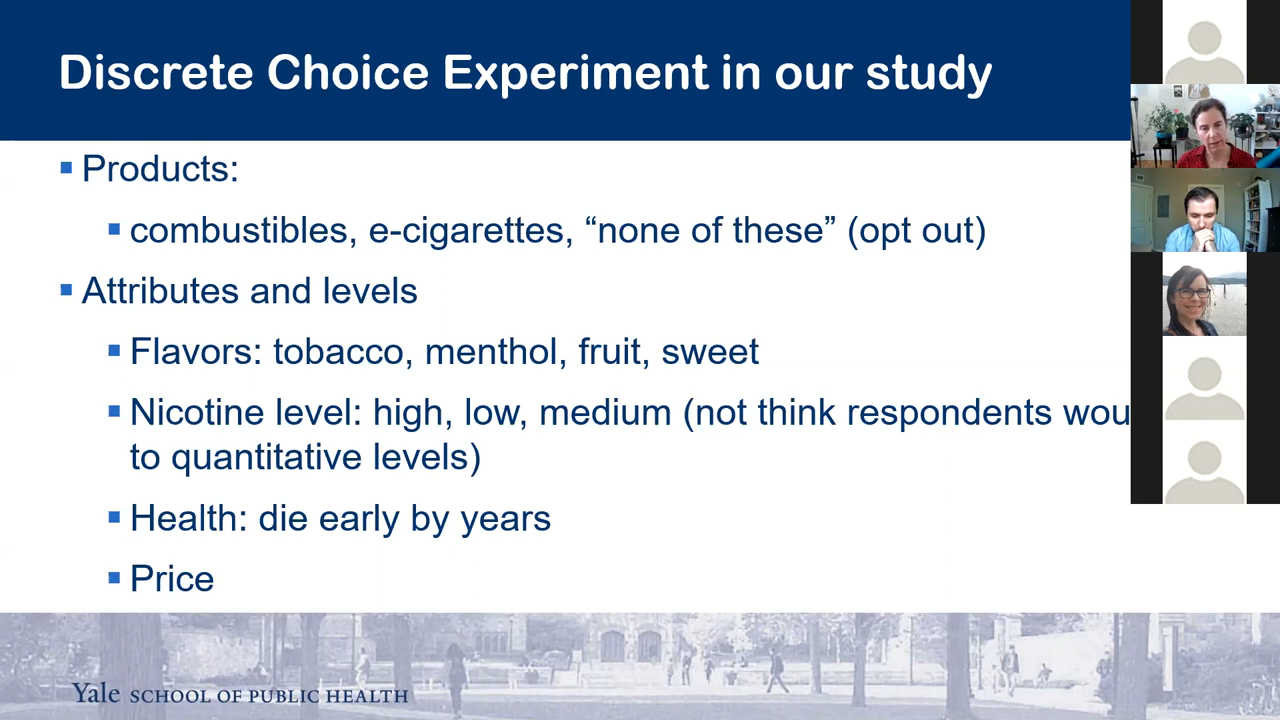 Discrete Choice Experiment in our study
Products:
combustibles, e-cigarettes, “none of these” (opt out)
Attributes and levels
Flavors: tobacco, menthol, fruit, sweet
Nicotine level: high, low, medium (not think respondents wou
to quantitative levels)
Health: die early by years
Price
Yale SCHOOL OF PUBLIC HEALTH